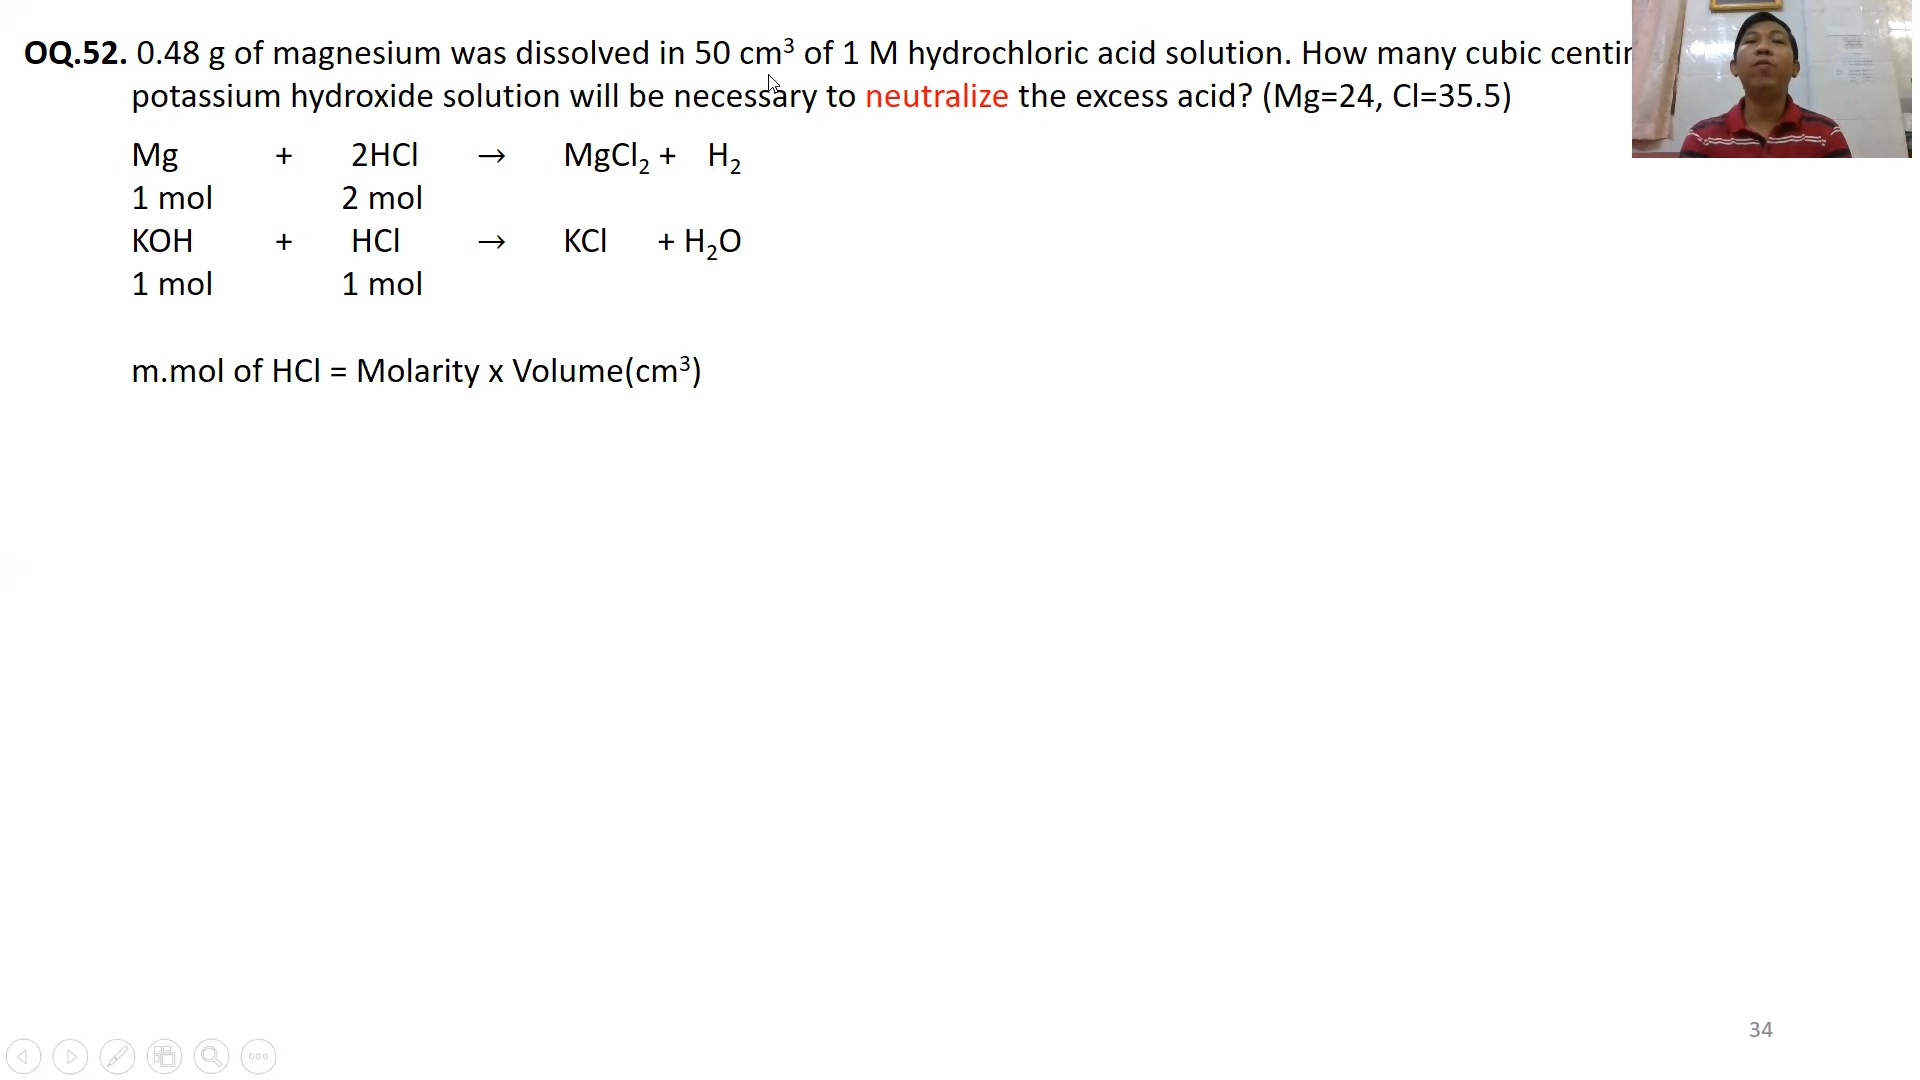 OQ.52. 0.48 g of magnesium was dissolved in 50 cm³ of 1 M hydrochloric acid solution. How many cubic
potassium hydroxide solution will be necessary to neutralize the excess acid? (Mg=24, Cl=35.5)
Mg + 2HCl → MgCl₂ + H₂
1 mol 2 mol
KOH + HCl → KCl + H₂O
1 mol 1 mol
m.mol of HCl = Molarity x Volume(cm³)
34